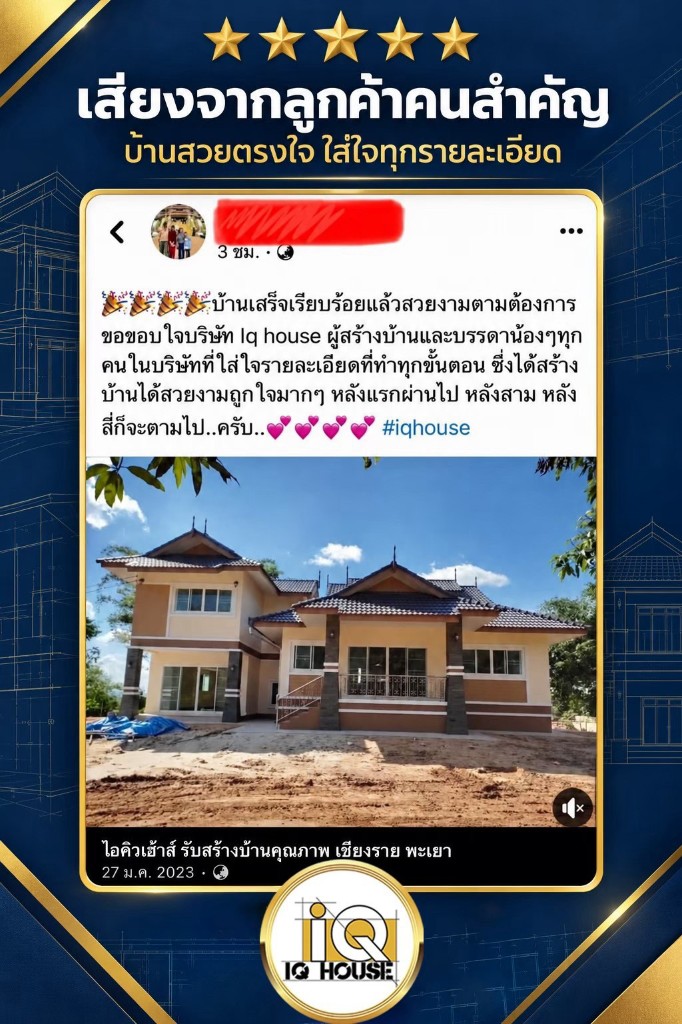 เสียงจากลูกค้าคนสำคัญ
บ้านสวยตรงใจ ใส่ใจทุกรายละเอียด
3 ชม. ·
🎉🎉🎉🎉บ้านเสร็จเรียบร้อยแล้วสวยงามตามต้องการ
ขอขอบใจบริษัท Iq house ผู้สร้างบ้านและบรรดาน้องๆทุก
คนในบริษัทที่ใส่ใจรายละเอียดที่ทำทุกขั้นตอน ซึ่งได้สร้าง
บ้านได้สวยงามถูกใจมากๆ หลังแรกผ่านไป หลังสาม หลัง
สี่ก็จะตามไป..ครับ..💕💕💕💕 #iqhouse
ไอคิวเฮ้าส์ รับสร้างบ้านคุณภาพ เชียงราย พะเยา
27 ม.ค. 2023 ·
iQ
IQ HOUSE